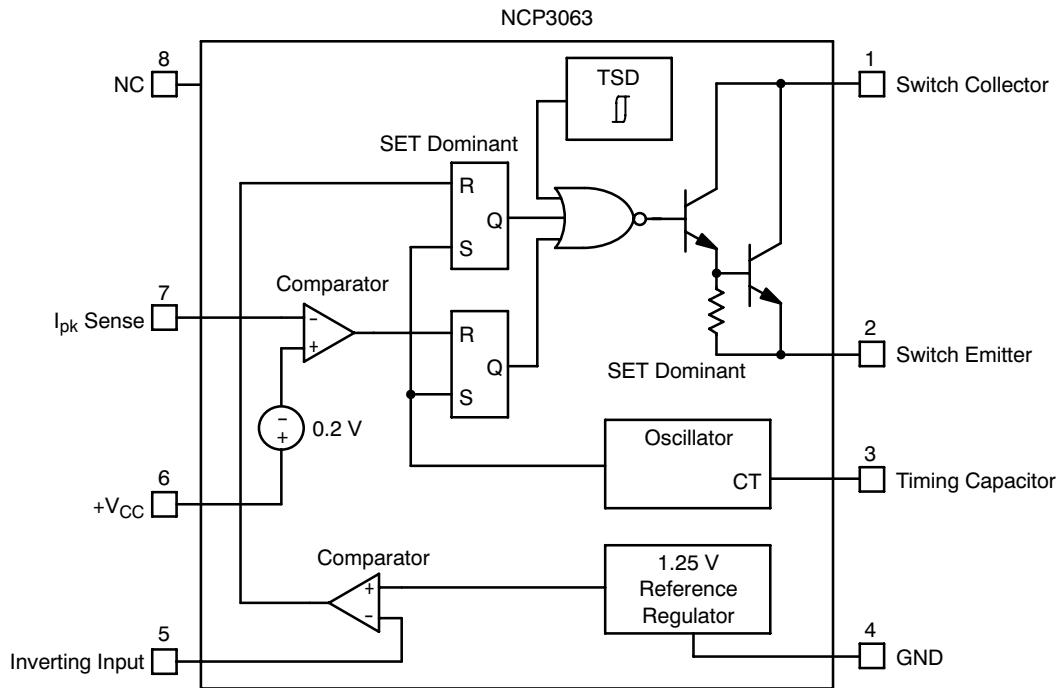 NCP3063
8
NC
TSD
1
Switch Collector
SET Dominant
R
Q
S
Comparator
7
Ipk Sense
-
+
R
Q
S
2
Switch Emitter
SET Dominant
-
+
0.2 V
Oscillator
CT
3
Timing Capacitor
6
+VCC
Comparator
+
-
1.25 V
Reference
Regulator
5
Inverting Input
4
GND